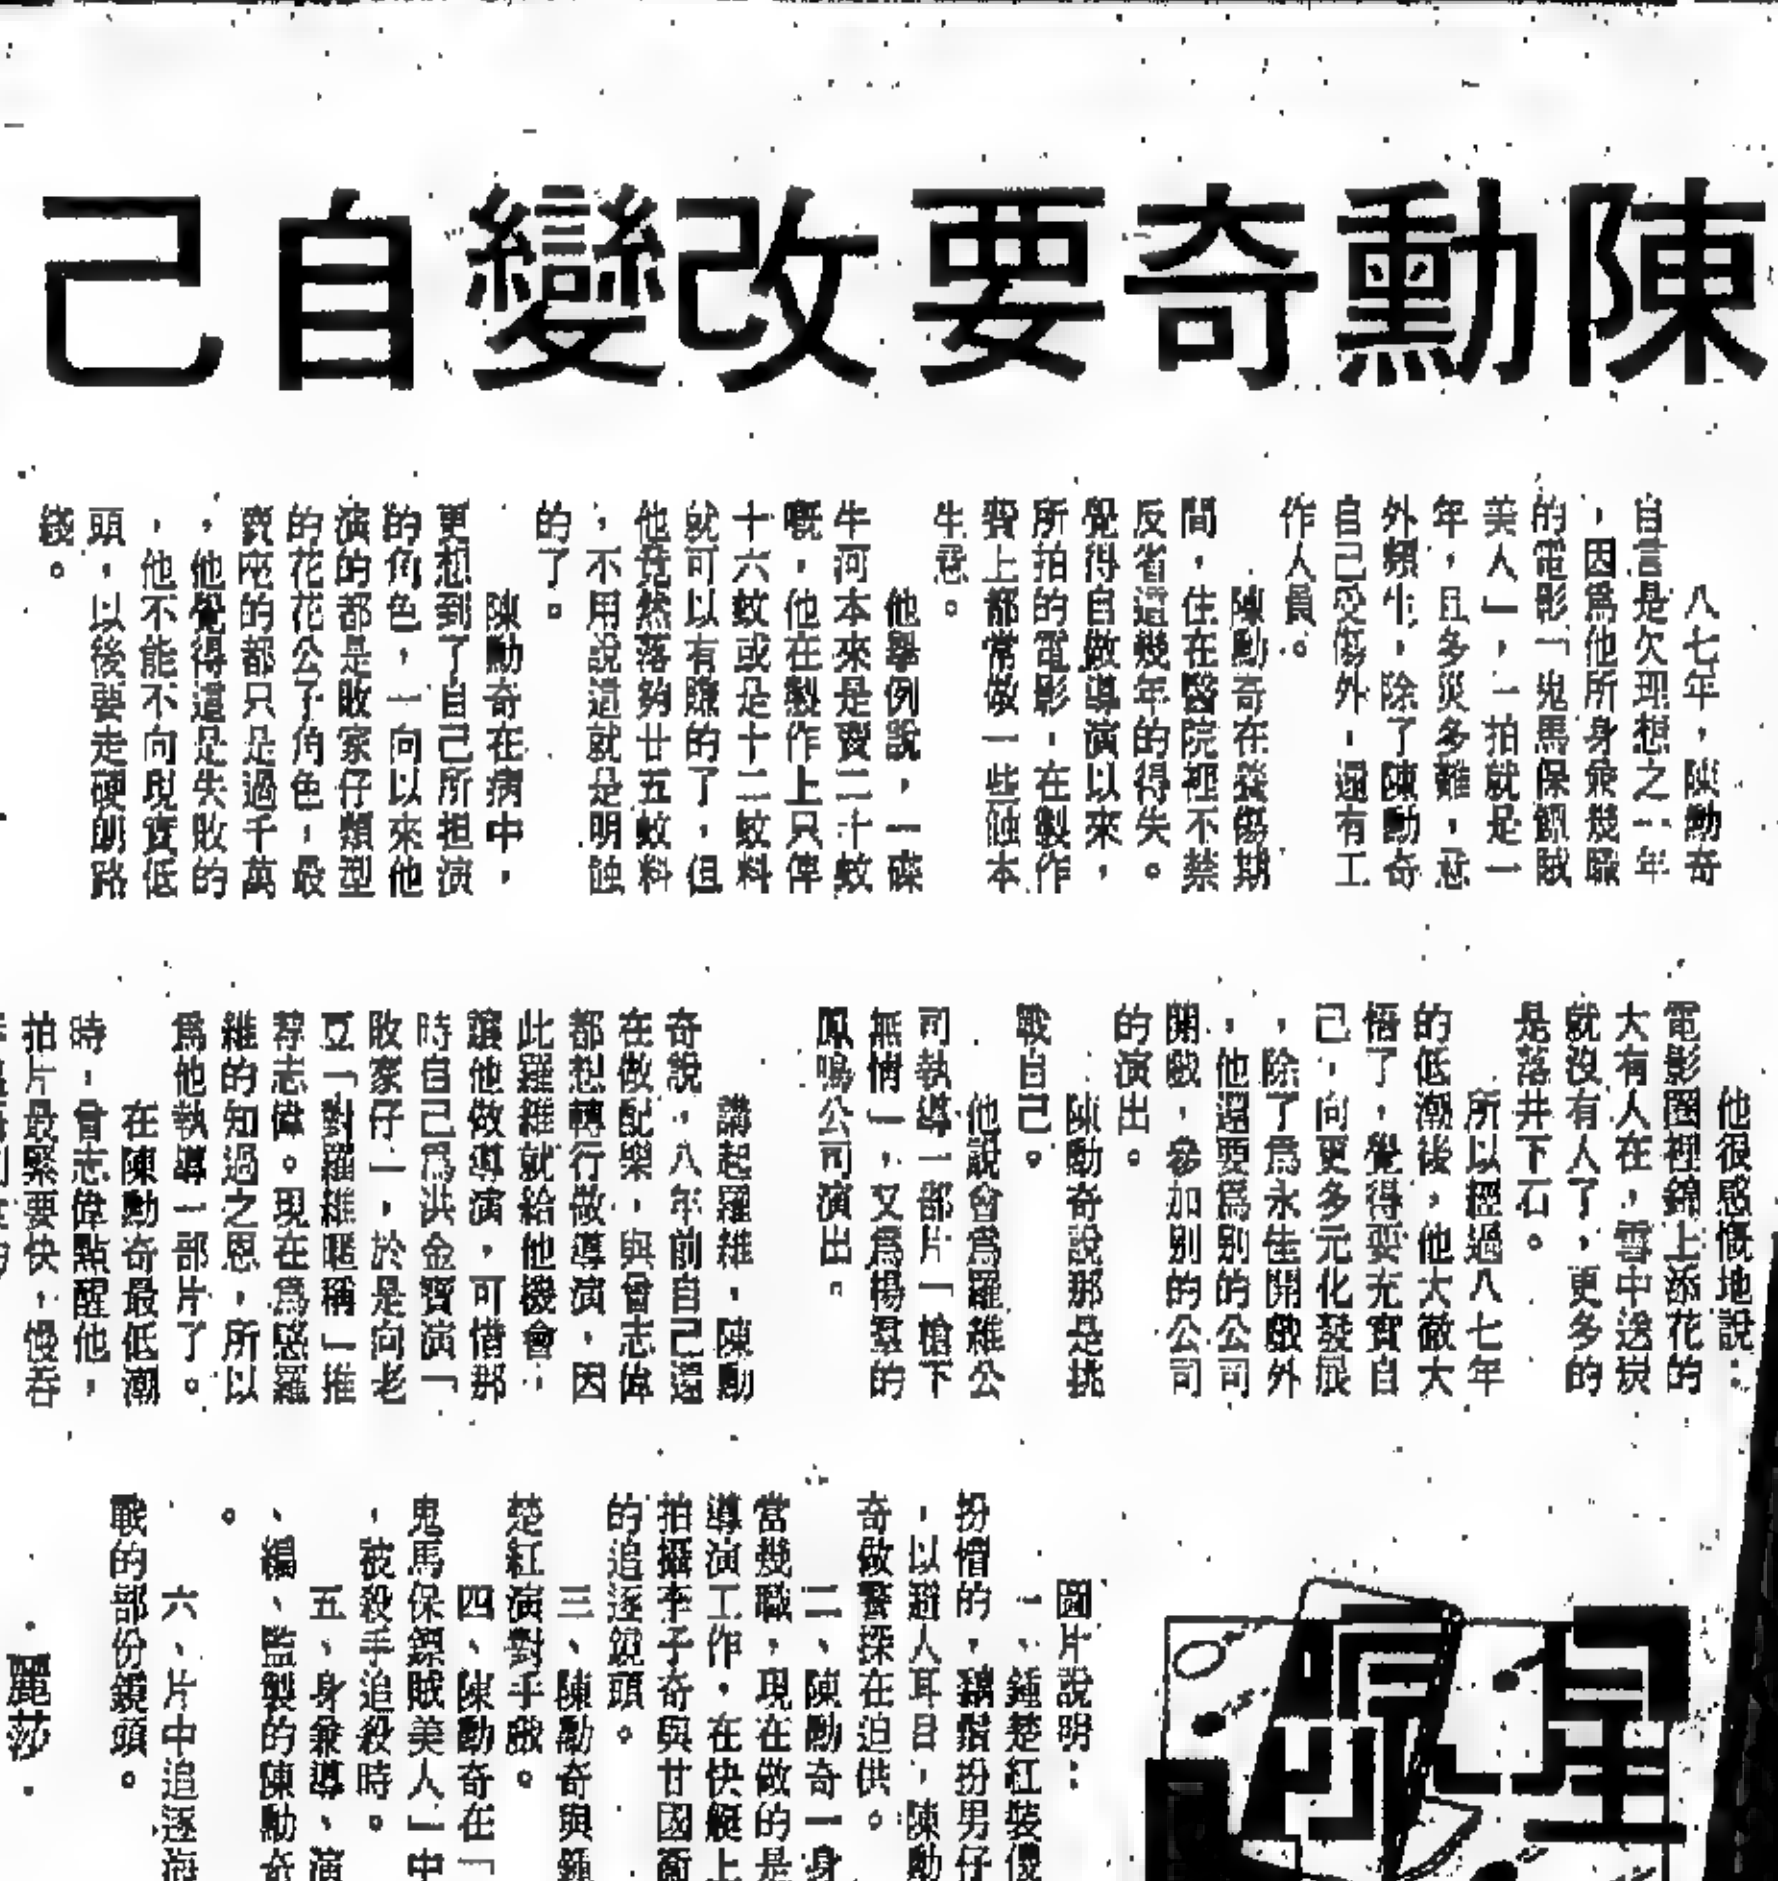 陳勳奇要改變自己
八七年，陳勳奇
自言是欠理想之一年
，因為他所身兼幾職
的電影「鬼馬保鏢賊
美人」，一拍就是一
年，且多災多難，意
外頻生，除了陳勳奇
自己受傷外，還有工
作人員。
陳勳奇在養傷期
間，住在醫院裡不禁
反省這幾年的得失。
覺得自做導演以來，
所拍的電影，在製作
費上都常做一些蝕本
生意。
他舉例說，一碟
牛河本來是賣二十蚊
嘅，他在製作上只俾
十六蚊或是十二蚊料
就可以有賺的了，但
他竟然落夠廿五蚊料
，不用說這就是明蝕
的了。
陳勳奇在病中，
更想到了自己所担演
的角色，一向以來他
演的都是敗家仔類型
的花花公子角色，最
賣座的都只是過千萬
，他覺得這是失敗的
，他不能不向現實低
頭，以後要走硬朗路
綫。
他很感慨地說：
電影圈裡錦上添花的
大有人在，雪中送炭
就沒有人了，更多的
是落井下石。
所以經過八七年
的低潮後，他大徹大
悟了，覺得要充實自
己，向更多元化發展
，除了為永佳開戲外
，他還要為別的公司
開戲，參加別的公司
的演出。
陳勳奇說那是挑
戰自己。
他說會為羅維公
司執導一部片「槍下
無情」，又為楊羣的
鳳鳴公司演出。
講起羅維，陳勳
奇說，八年前自己還
在做配樂，與曾志偉
都想轉行做導演，因
此羅維就給他機會，
讓他做導演，可惜那
時自己為洪金寶演「
敗家仔」，於是向老
豆「對羅維暱稱」推
荐志偉。現在為感羅
維的知遇之恩，所以
為他執導一部片了。
在陳勳奇最低潮
時，曾志偉點醒他，
拍片最緊要快，慢吞
圖片說明：
一、鍾楚紅裝傻
扮懵的，竊賊扮男仔
，以避人耳目，陳勳
奇做警探在迫供。
二、陳勳奇一身
當幾職，現在做的是
導演工作，在快艇上
拍攝李子奇與廿國衞
的追逐鏡頭。
三、陳勳奇與鍾
楚紅演對手戲。
四、陳勳奇在「
鬼馬保鏢賊美人」中
，被殺手追殺時。
五、身兼導、演
、編、監製的陳勳奇
。
六、片中追逐海
戰的部份鏡頭。
・麗莎・